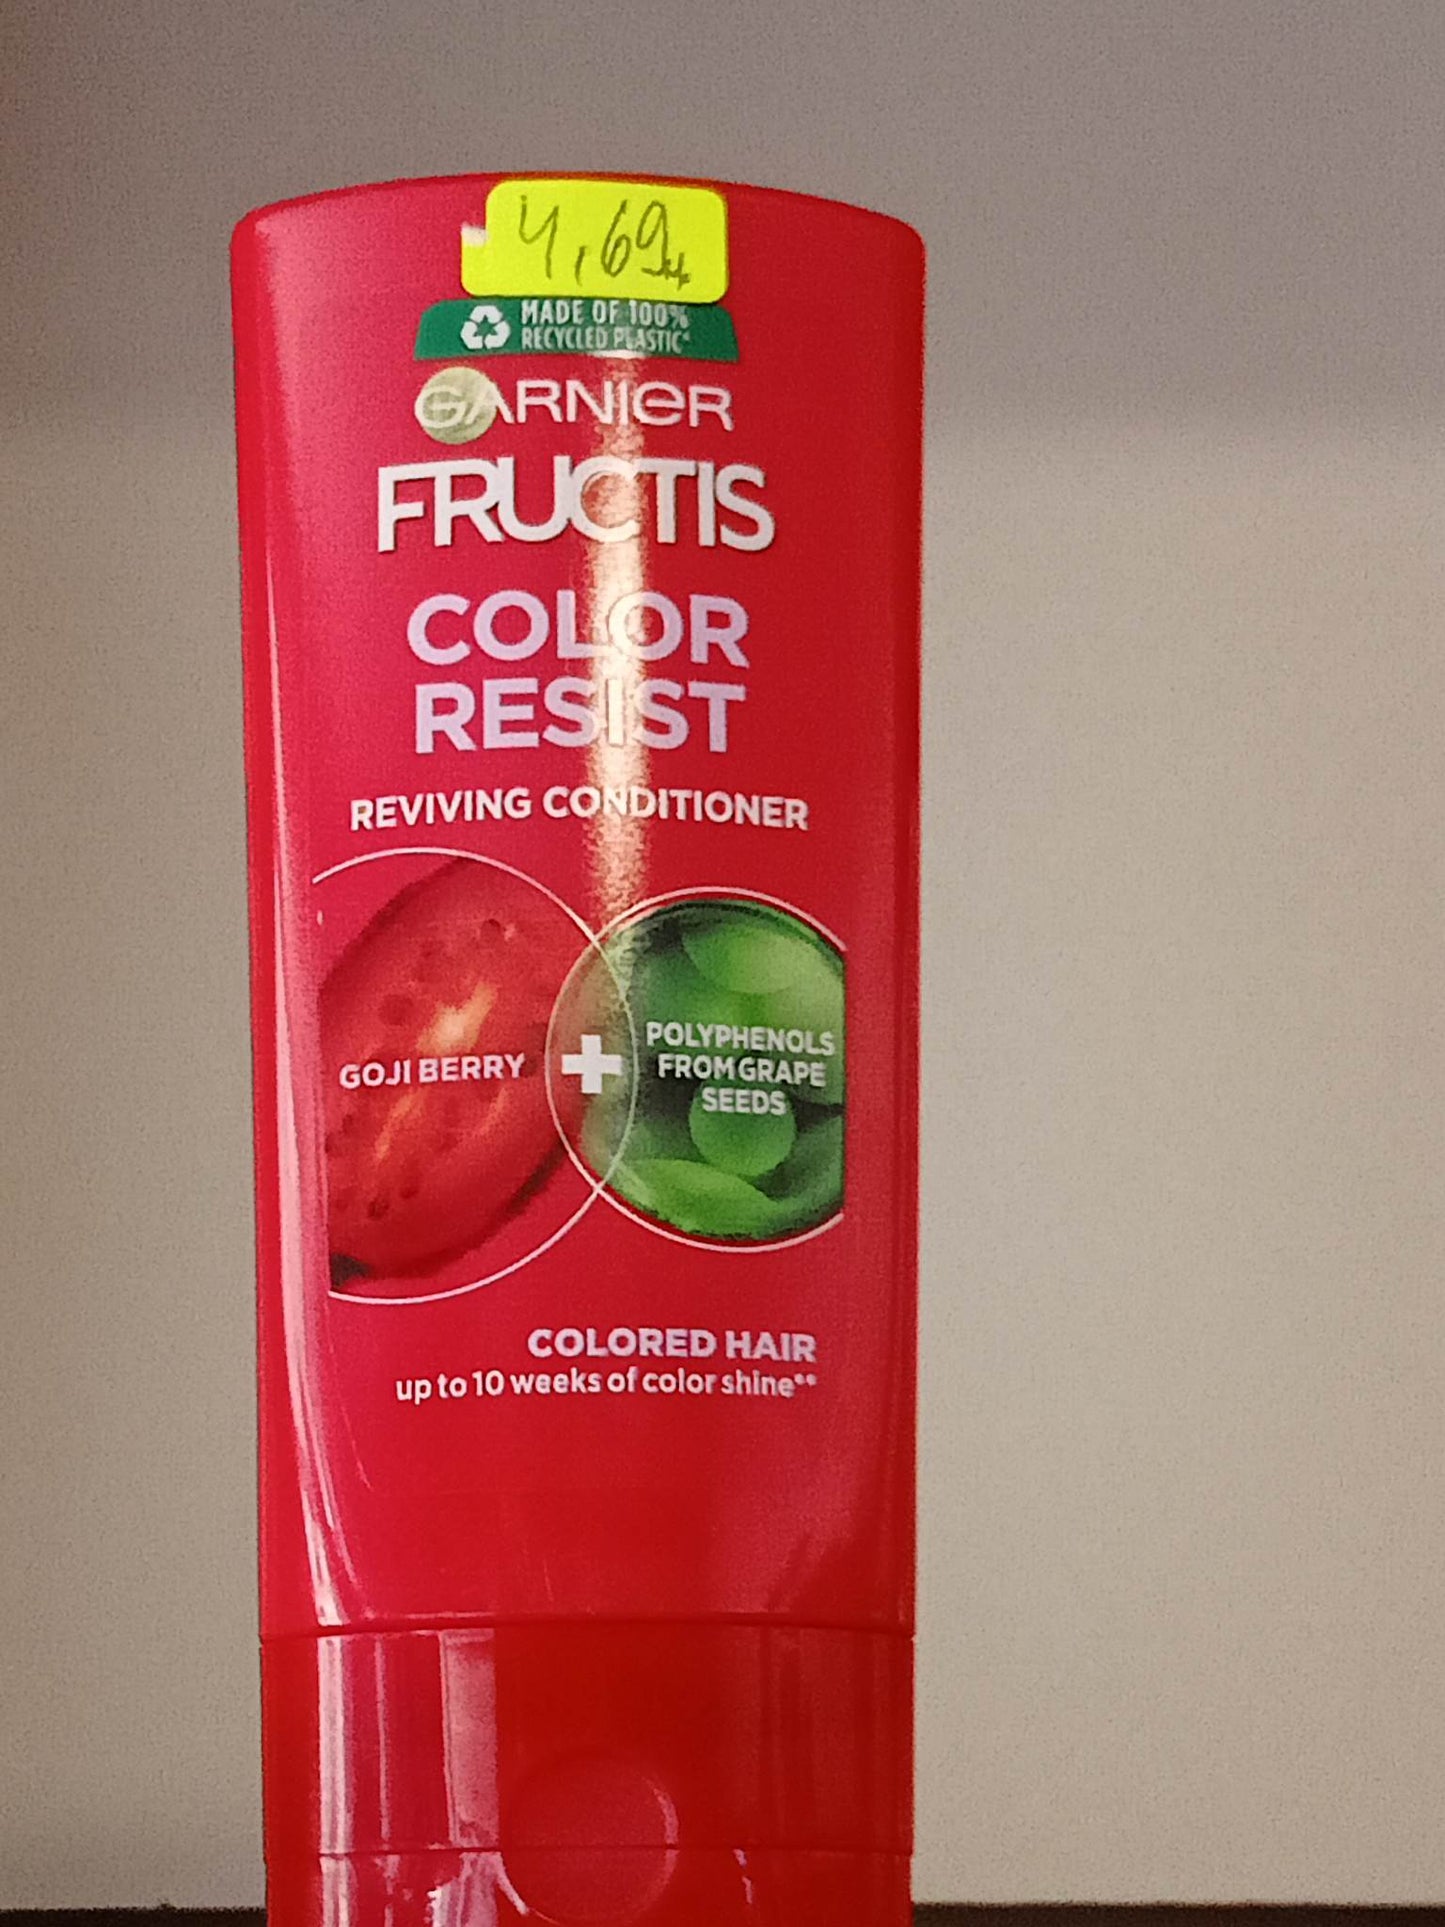 4,69
MADE OF 100%
RECYCLED PLASTIC*
GARNIER
FRUCTIS
COLOR
RESIST
REVIVING CONDITIONER
GOJI BERRY
+
POLYPHENOLS
FROM GRAPE
SEEDS
COLORED HAIR
up to 10 weeks of color shine**